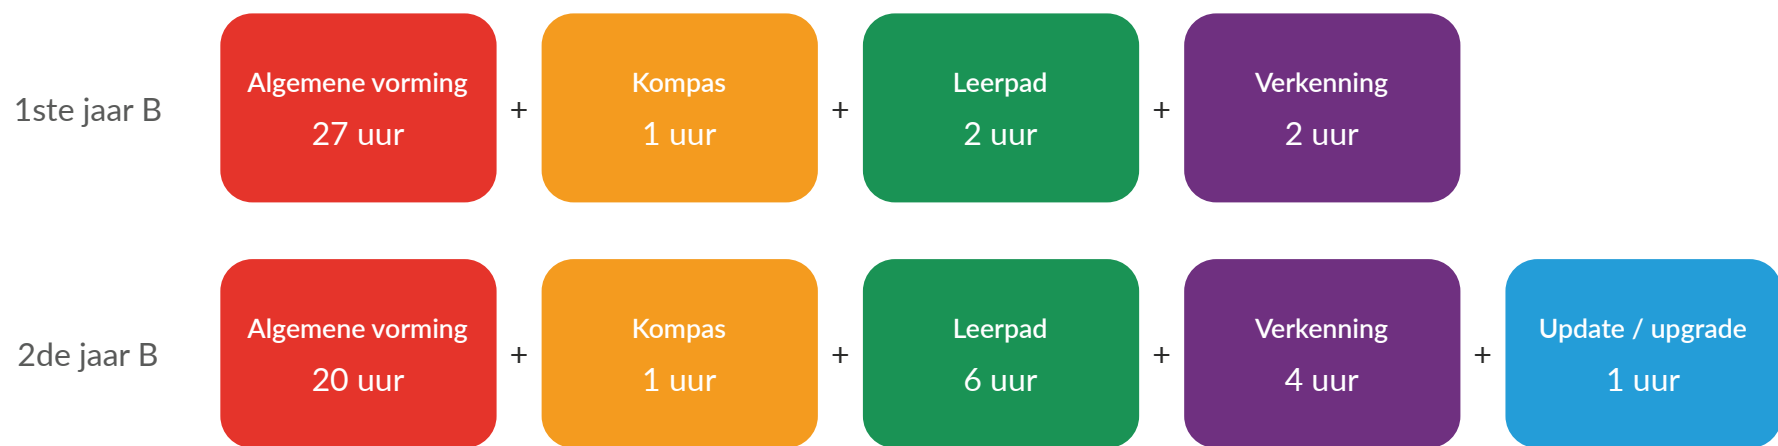 1ste jaar B
Algemene vorming
27 uur
+
Kompas
1 uur
+
Leerpad
2 uur
+
Verkenning
2 uur
2de jaar B
Algemene vorming
20 uur
+
Kompas
1 uur
+
Leerpad
6 uur
+
Verkenning
4 uur
+
Update / upgrade
1 uur